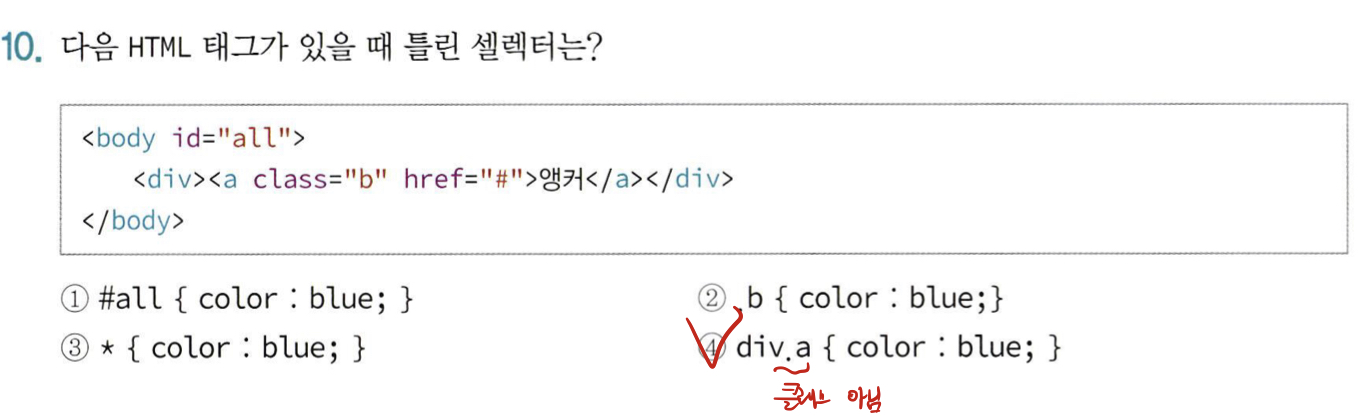 10. 다음 HTML 태그가 있을 때 틀린 셀렉터는?
<body id="all">
<div><a class="b" href="#">앵커</a></div>
</body>
① #all { color : blue; } ② .b { color : blue;}
③ * { color : blue; } ④ div.a { color : blue; }
클래스 아님